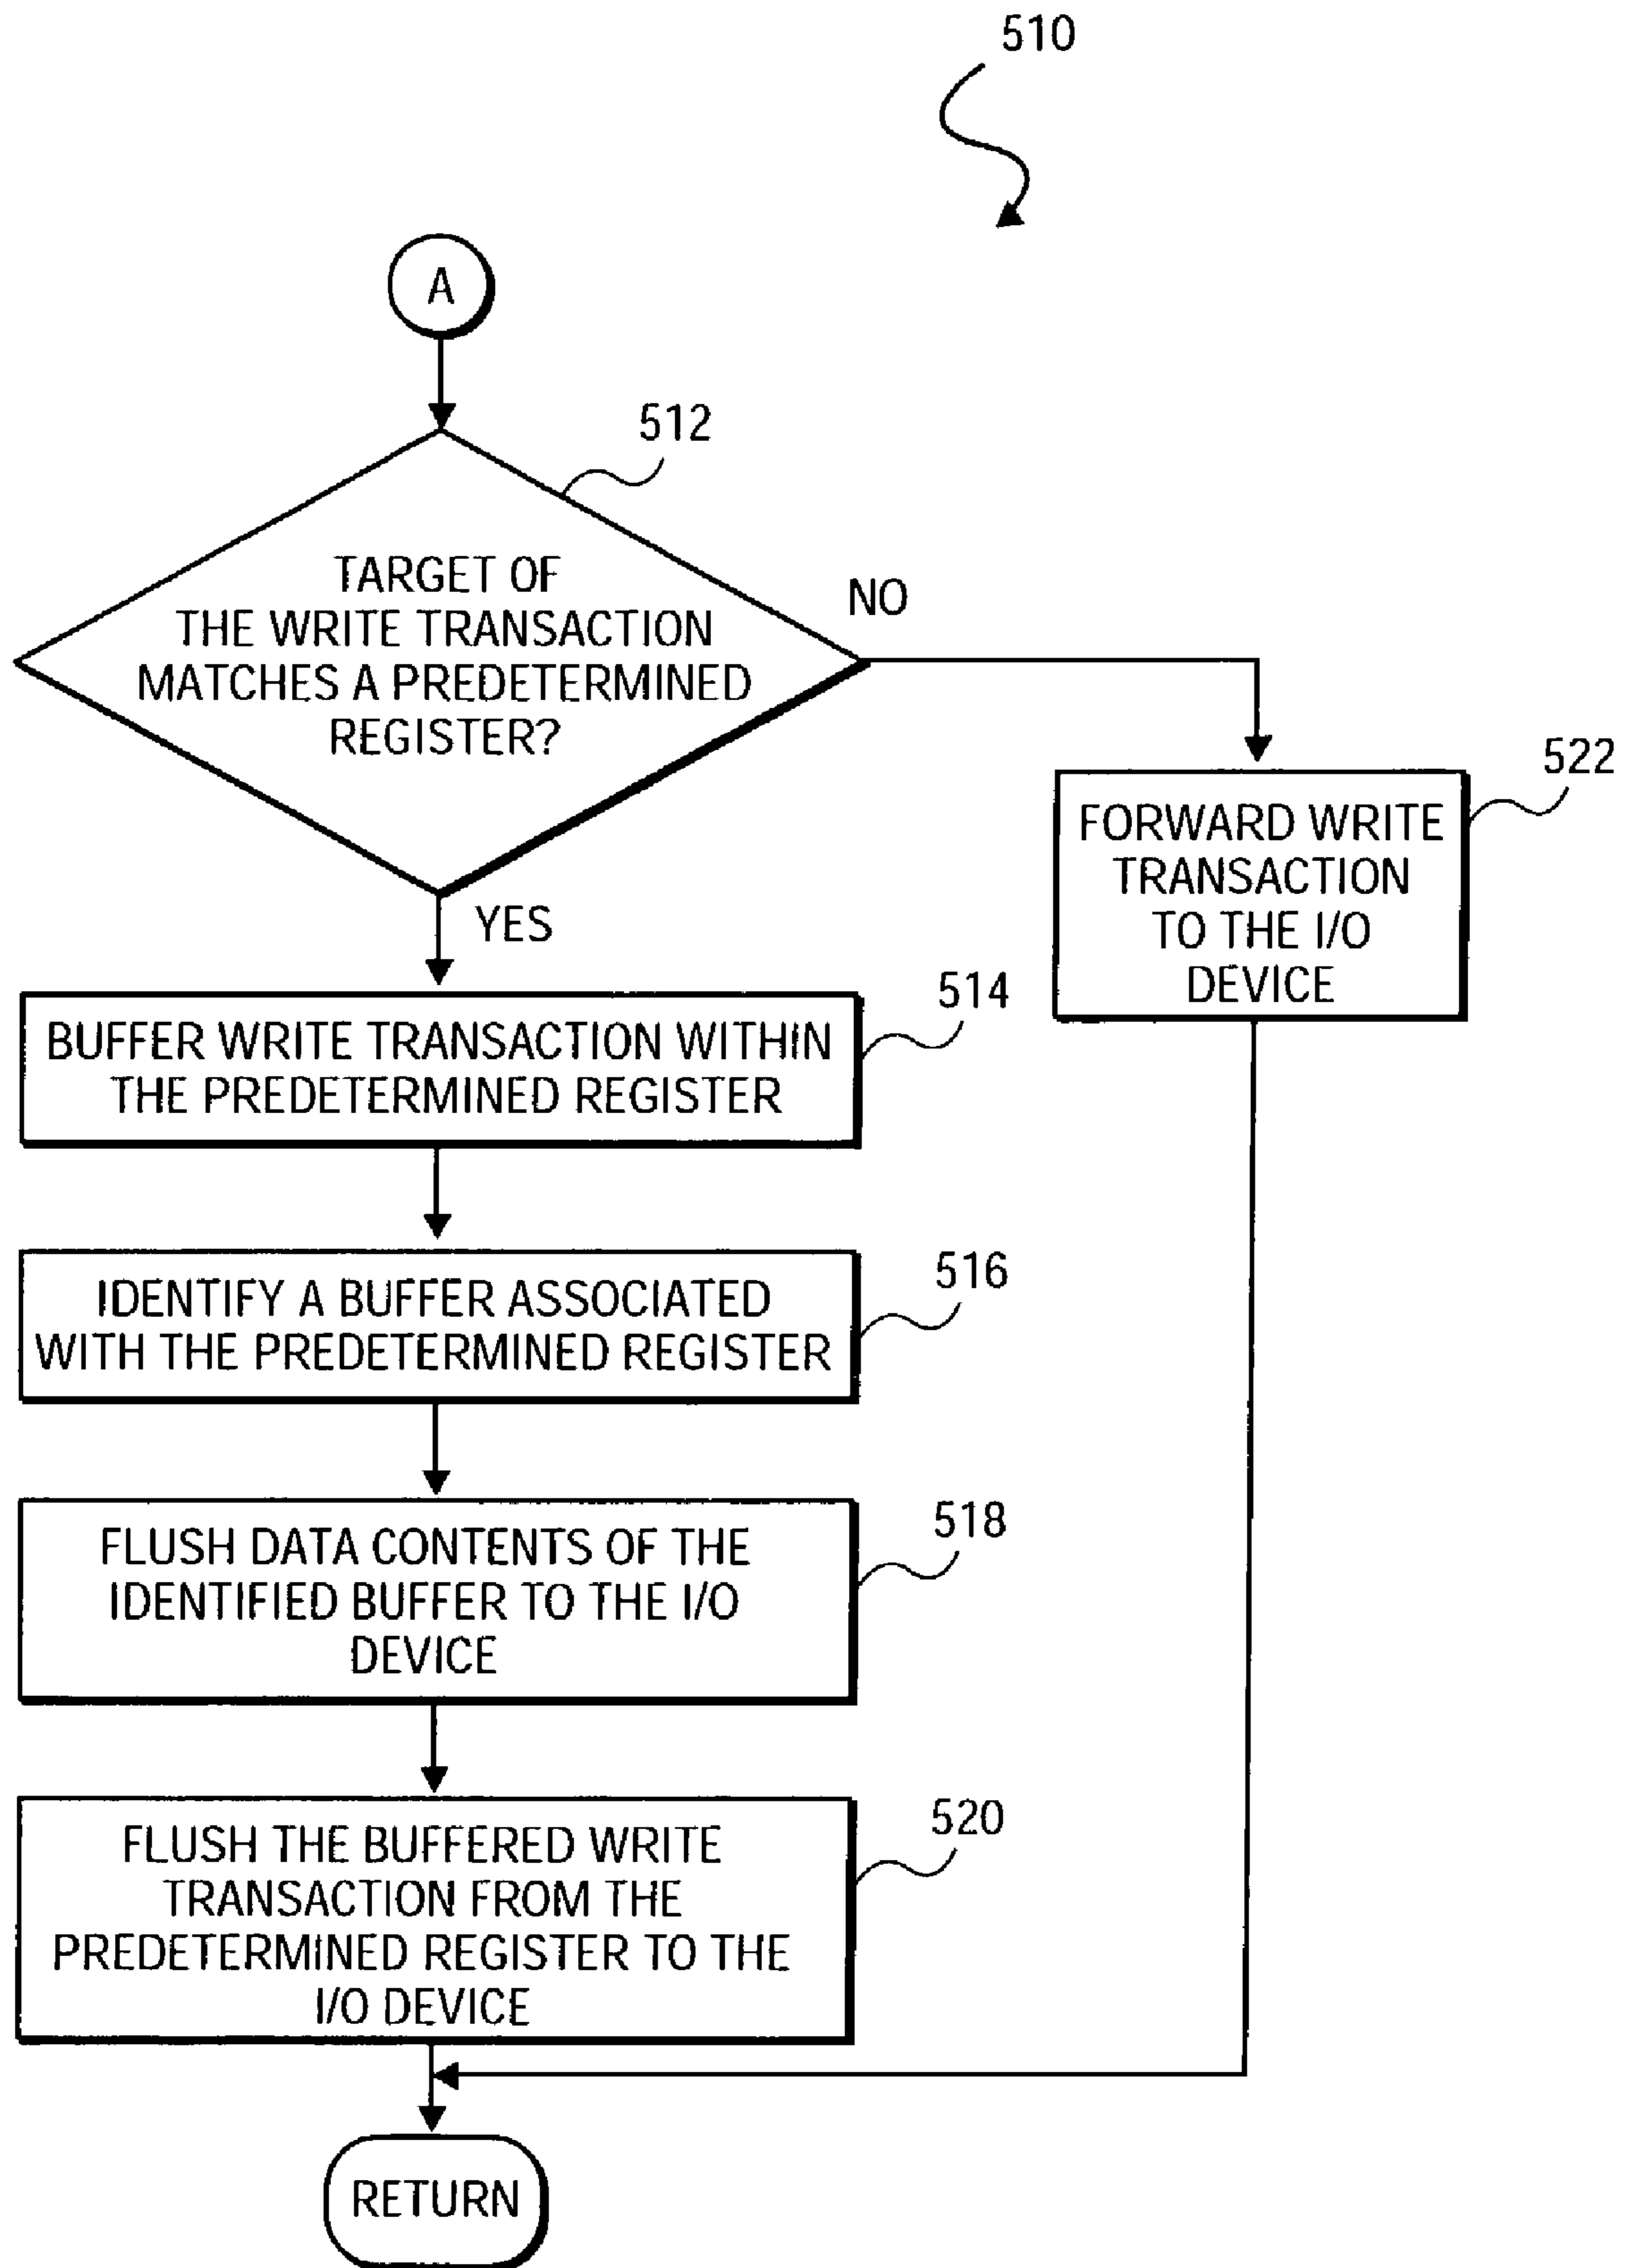 510
A
512
TARGET OF
THE WRITE TRANSACTION
MATCHES A PREDETERMINED
REGISTER?
NO
YES
522
FORWARD WRITE
TRANSACTION
TO THE I/O
DEVICE
514
BUFFER WRITE TRANSACTION WITHIN
THE PREDETERMINED REGISTER
516
IDENTIFY A BUFFER ASSOCIATED
WITH THE PREDETERMINED REGISTER
518
FLUSH DATA CONTENTS OF THE
IDENTIFIED BUFFER TO THE I/O
DEVICE
520
FLUSH THE BUFFERED WRITE
TRANSACTION FROM THE
PREDETERMINED REGISTER TO THE
I/O DEVICE
RETURN